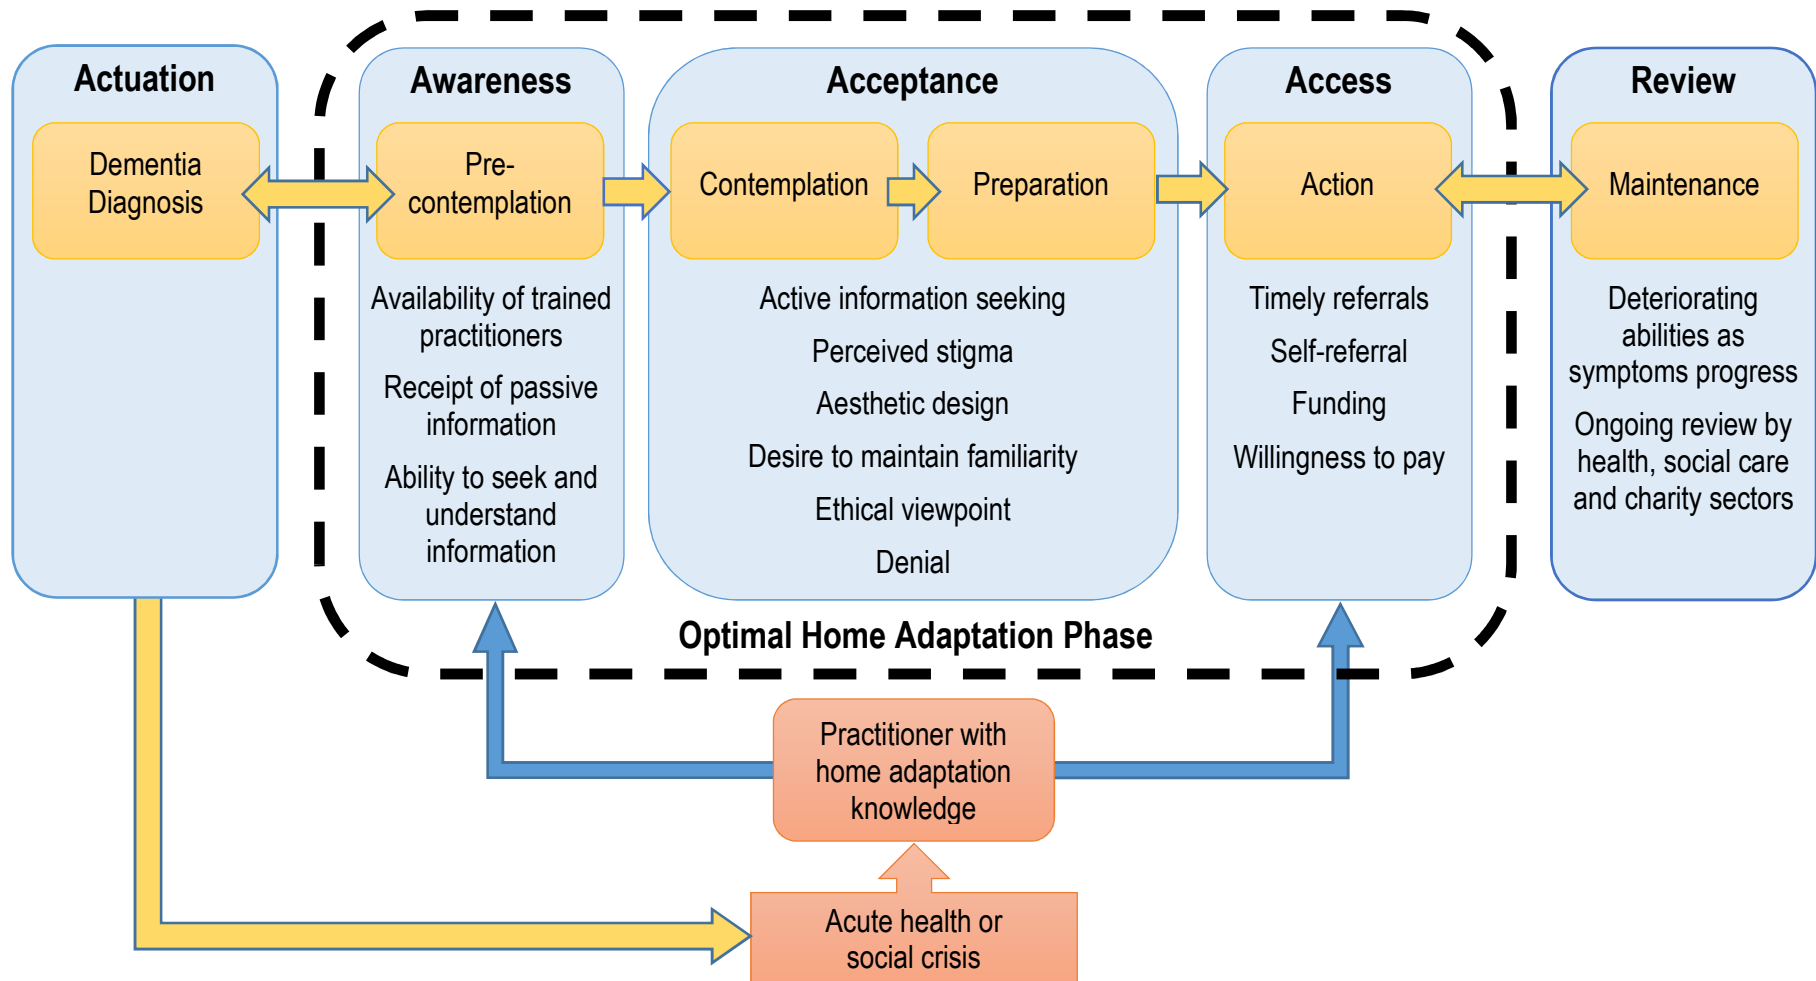 Actuation
Dementia
Diagnosis
Awareness
Pre-
contemplation
Availability of trained
practitioners
Receipt of passive
information
Ability to seek and
understand
information
Acceptance
Contemplation
Preparation
Active information seeking
Perceived stigma
Aesthetic design
Desire to maintain familiarity
Ethical viewpoint
Denial
Access
Action
Timely referrals
Self-referral
Funding
Willingness to pay
Review
Maintenance
Deteriorating
abilities as
symptoms progress
Ongoing review by
health, social care
and charity sectors
Optimal Home Adaptation Phase
Practitioner with
home adaptation
knowledge
Acute health or
social crisis